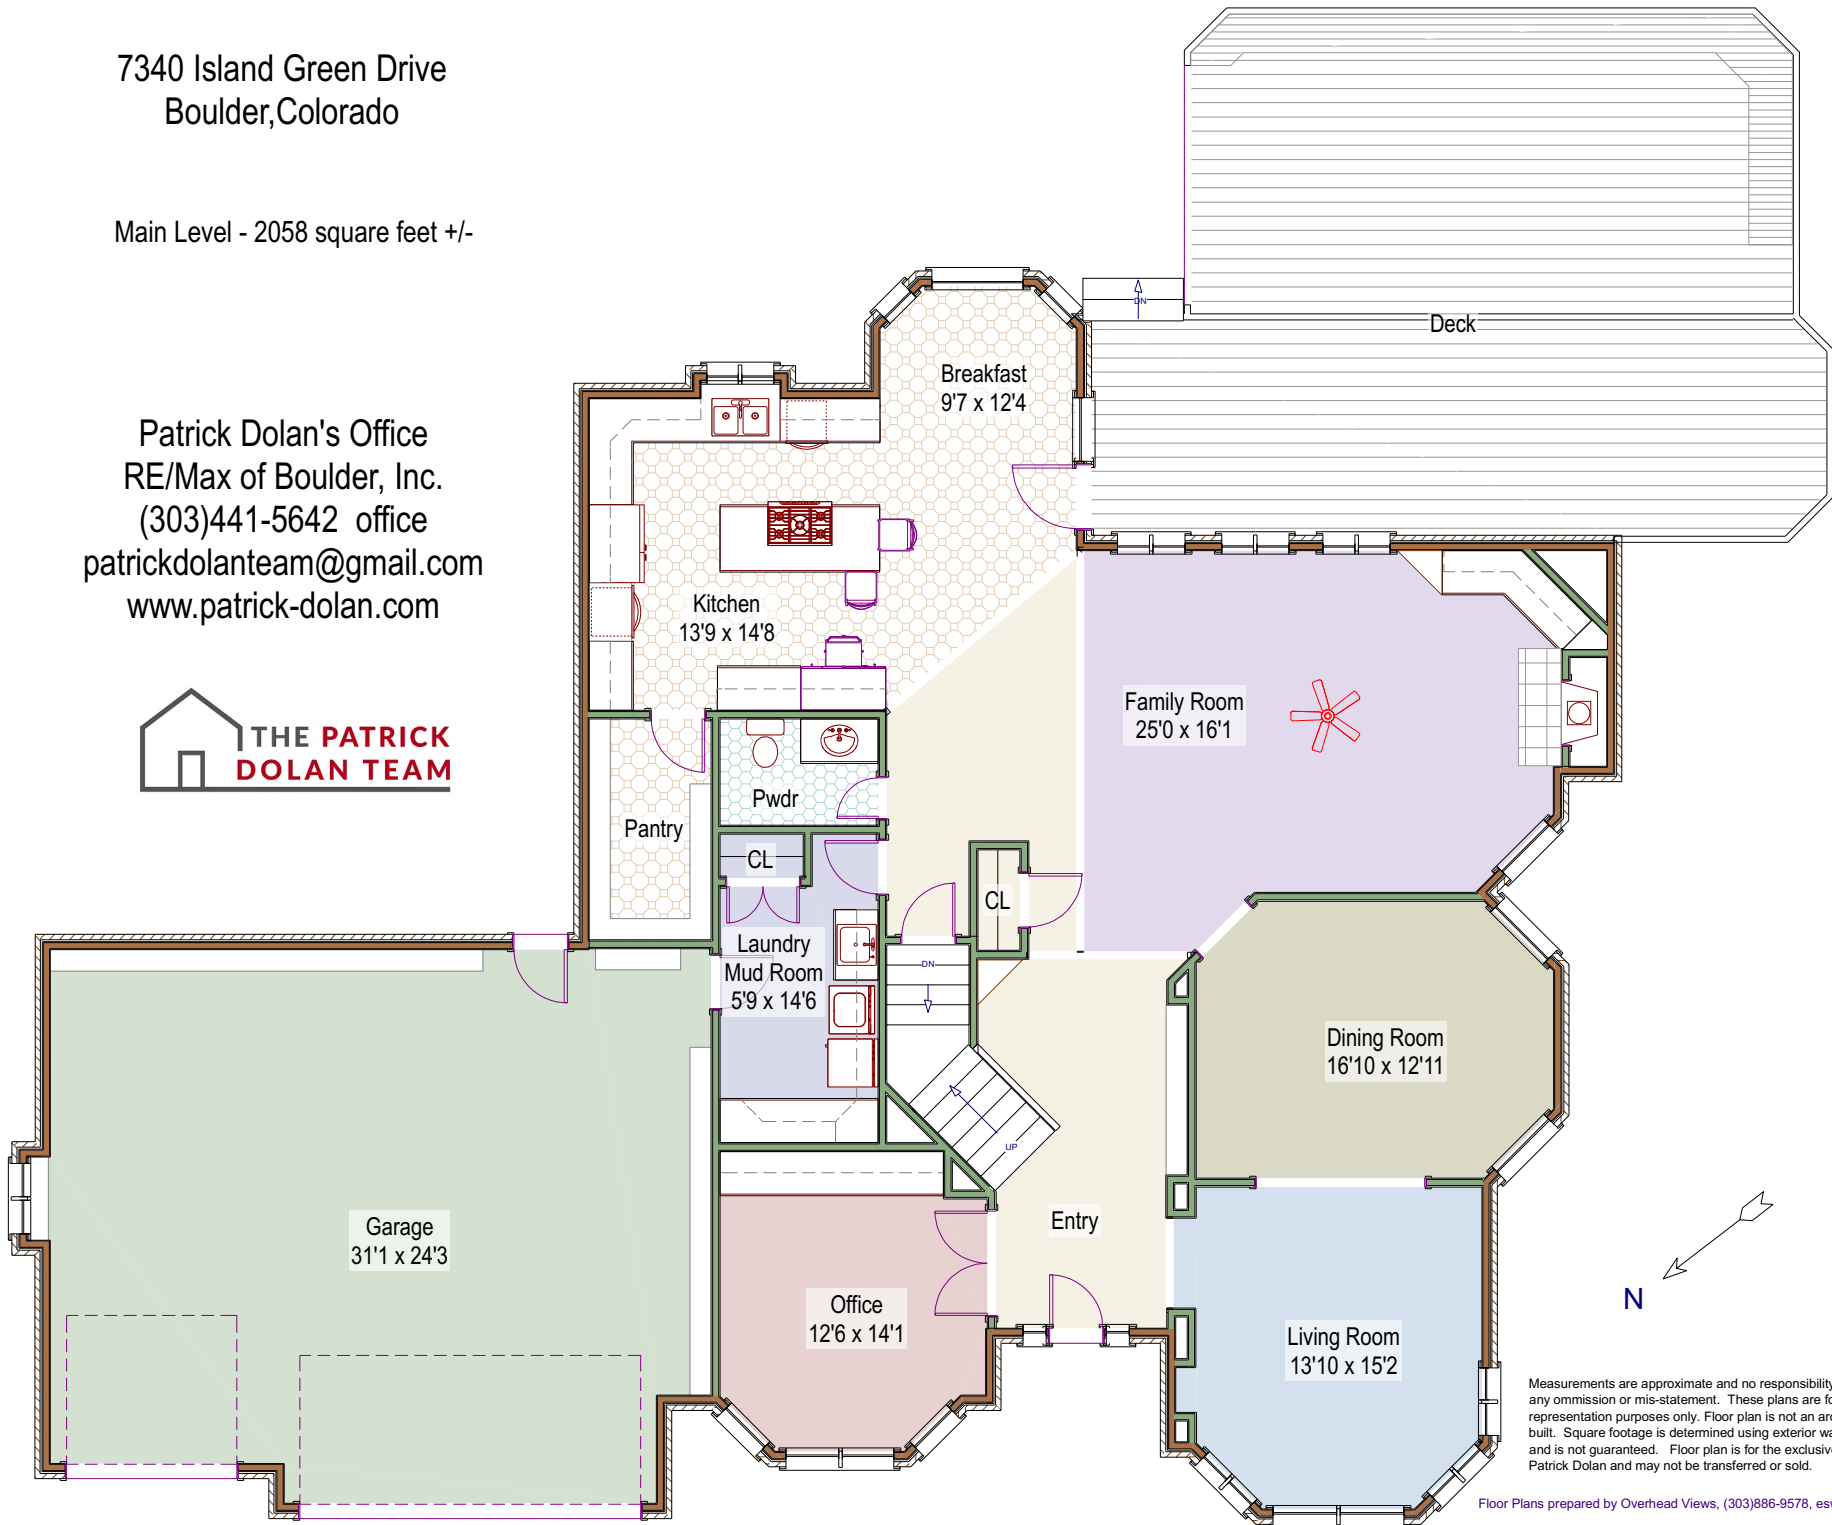 7340 Island Green Drive
Boulder,Colorado
Main Level - 2058 square feet +/-
Patrick Dolan's Office
RE/Max of Boulder, Inc.
(303)441-5642 office
patrickdolanteam@gmail.com
www.patrick-dolan.com
THE PATRICK
DOLAN TEAM
Deck
DN
Breakfast
9'7 x 12'4
Kitchen
13'9 x 14'8
Family Room
25'0 x 16'1
Pwdr
Pantry
CL
CL
Laundry
Mud Room
5'9 x 14'6
DN
UP
Dining Room
16'10 x 12'11
Garage
31'1 x 24'3
Entry
Office
12'6 x 14'1
Living Room
13'10 x 15'2
N
Measurements are approximate and no responsibility
any ommission or mis-statement. These plans are
representation purposes only. Floor plan is not an
built. Square footage is determined using exterior
and is not guaranteed. Floor plan is for the exclusive
Patrick Dolan and may not be transferred or sold.
Floor Plans prepared by Overhead Views, (303)886-9578,